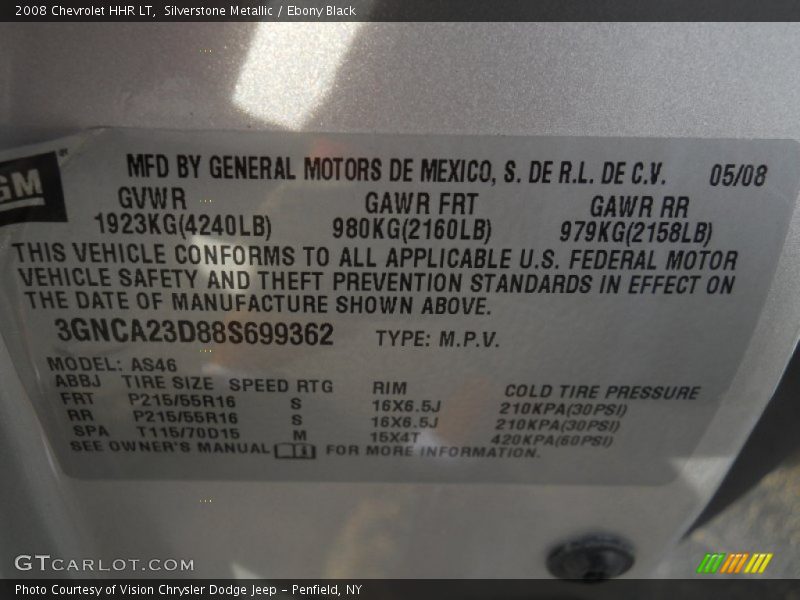 2008 Chevrolet HHR LT,  Silverstone Metallic / Ebony Black
GM
MFD BY GENERAL MOTORS DE MEXICO, S. DE R.L. DE C.V. 05/08
GVWR GAWR FRT GAWR RR
1923KG(4240LB) 980KG(2160LB) 979KG(2158LB)
THIS VEHICLE CONFORMS TO ALL APPLICABLE U.S. FEDERAL MOTOR
VEHICLE SAFETY AND THEFT PREVENTION STANDARDS IN EFFECT ON
THE DATE OF MANUFACTURE SHOWN ABOVE.
3GNCA23D88S699362 TYPE: M.P.V.
MODEL: AS46
ABBJ TIRE SIZE SPEED RTG RIM COLD TIRE PRESSURE
FRT P215/55R16 S 16X6.5J 210KPA(30PSI)
RR P215/55R16 S 16X6.5J 210KPA(30PSI)
SPA T115/70D15 M 15X4T 420KPA(60PSI)
SEE OWNER'S MANUAL FOR MORE INFORMATION.
GTCARLOT.COM
Photo Courtesy of Vision Chrysler Dodge Jeep – Penfield, NY